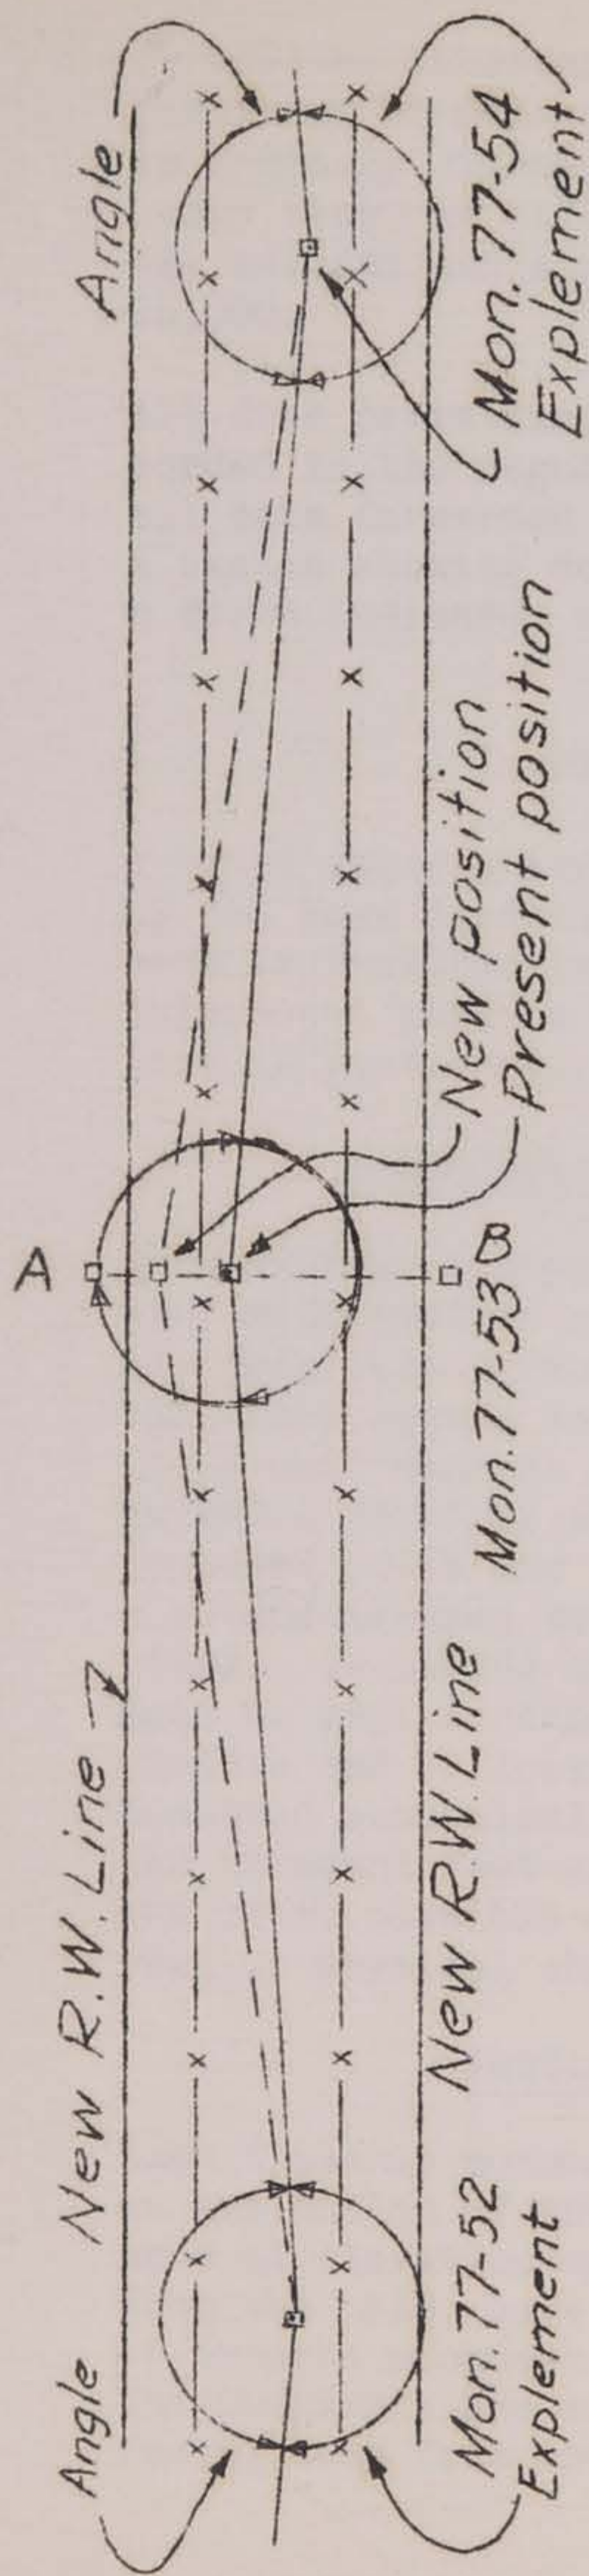 Angle
New R.W. Line
Angle
A
New position
Present position
B
New R.W. Line
Mon. 77-52
Explement
Mon. 77-53
Mon. 77-54
Explement